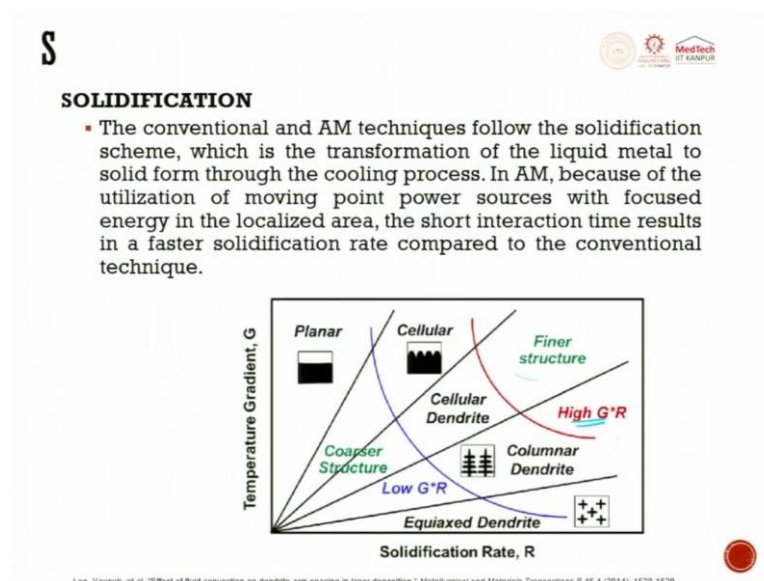 S
MedTech
IIT KANPUR
SOLIDIFICATION
▪ The conventional and AM techniques follow the solidification
scheme, which is the transformation of the liquid metal to
solid form through the cooling process. In AM, because of the
utilization of moving point power sources with focused
energy in the localized area, the short interaction time results
in a faster solidification rate compared to the conventional
technique.
Temperature Gradient, G
Planar
Cellular
Finer
structure
Cellular
Dendrite
High G*R
Coarser
Structure
Columnar
Dendrite
Low G*R
Equiaxed Dendrite
Solidification Rate, R